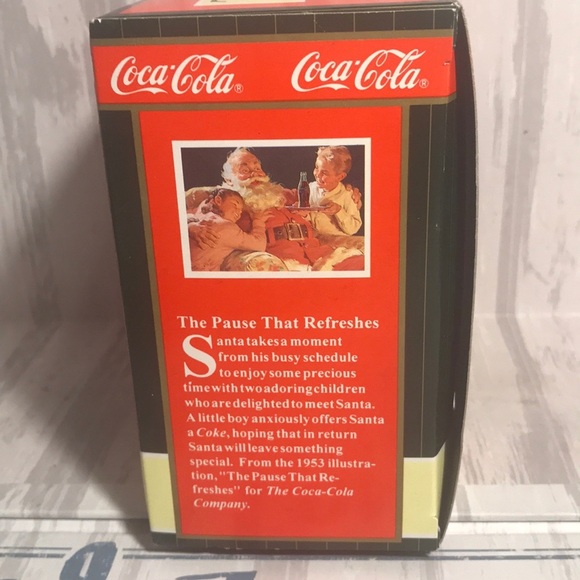 Coca-Cola® Coca-Cola®
The Pause That Refreshes
Santa takes a moment
from his busy schedule
to enjoy some precious
time with two adoring children
who are delighted to meet Santa.
A little boy anxiously offers Santa
a Coke, hoping that in return
Santa will leave something
special. From the 1953 illustra-
tion, "The Pause That Re-
freshes" for The Coca-Cola
Company.